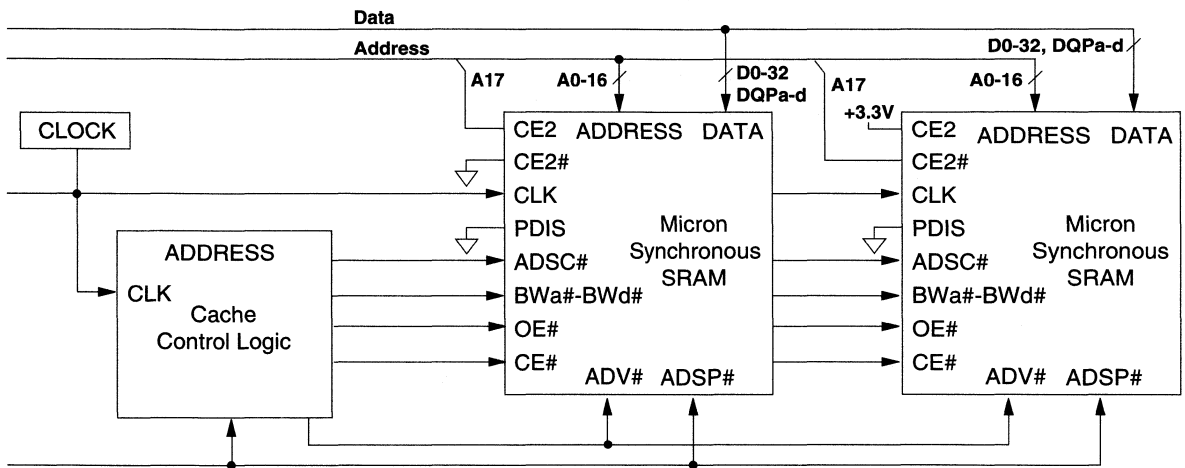 Data
Address
A17
A0-16
D0-32
DQPa-d
A17
+3.3V
A0-16
D0-32, DQPa-d
CLOCK
ADDRESS
CLK
Cache
Control Logic
CE2
ADDRESS
DATA
CE2#
CLK
PDIS
ADSC#
BWa#-BWd#
OE#
CE#
ADV#
ADSP#
Micron
Synchronous
SRAM
CE2
ADDRESS
DATA
CE2#
CLK
PDIS
ADSC#
BWa#-BWd#
OE#
CE#
ADV#
ADSP#
Micron
Synchronous
SRAM